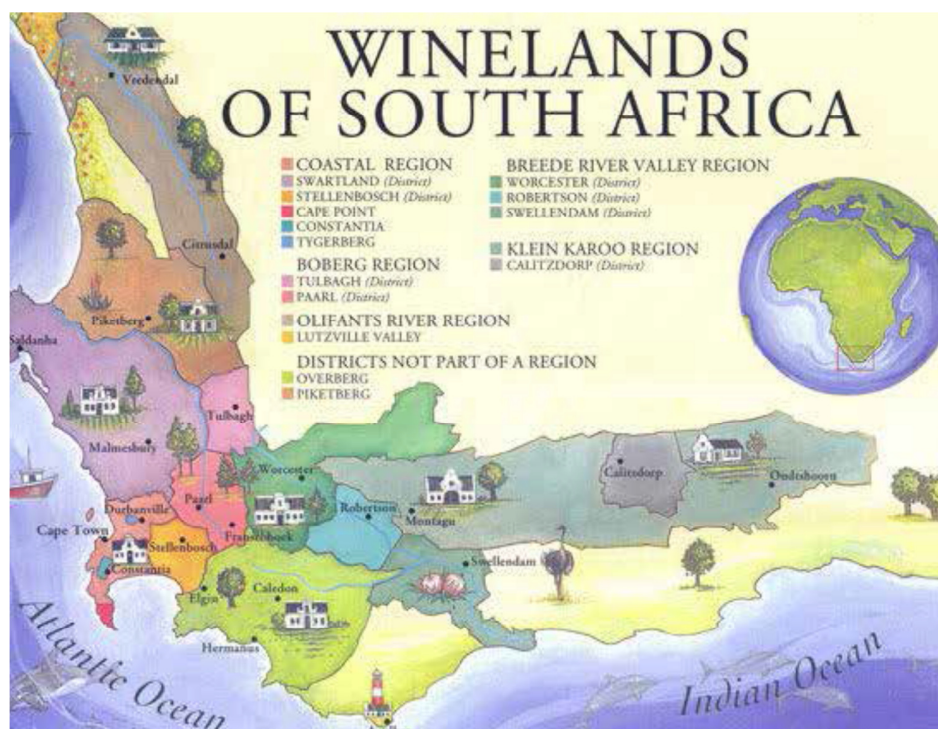 WINELANDS
OF SOUTH AFRICA
COASTAL REGION
SWARTLAND (District)
STELLENBOSCH (District)
CAPE POINT
CONSTANTIA
TYGERBERG
BOBERG REGION
TULBAGH (District)
PAARL (District)
OLIFANTS RIVER REGION
LUTZVILLE VALLEY
DISTRICTS NOT PART OF A REGION
OVERBERG
PIKETBERG
BREEDE RIVER VALLEY REGION
WORCESTER (District)
ROBERTSON (District)
SWELLENDAM (District)
KLEIN KAROO REGION
CALITZDORP (District)
Vredendal
Citrusdal
Piketberg
Saldanha
Tulbagh
Malmesbury
Worcester
Calitsdorp
Oudtshoorn
Paarl
Durbanville
Robertson
Montagu
Cape Town
Franschhoek
Stellenbosch
Swellendam
Constantia
Elgin
Caledon
Hermanus
Atlantic Ocean
Indian Ocean